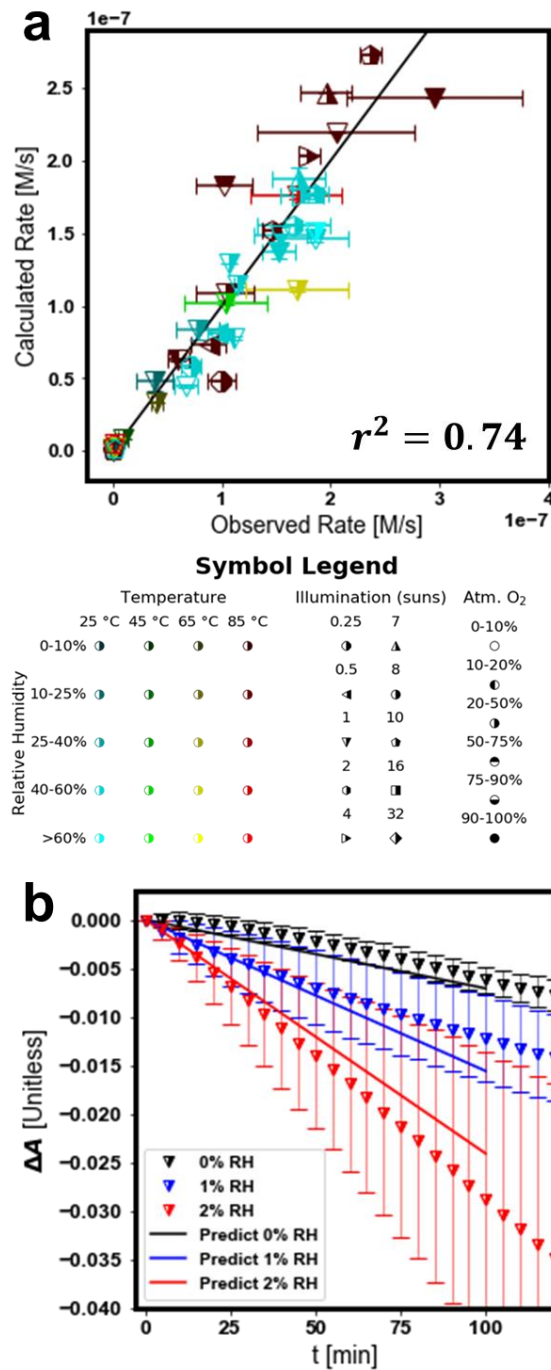 a
1e−7
2.5
2.0
1.5
1.0
0.5
0.0
Calculated Rate [M/s]
r² = 0.74
0 1 2 3 4
Observed Rate [M/s]
1e−7
Symbol Legend
Temperature Illumination (suns) Atm. O₂
25 °C 45 °C 65 °C 85 °C 0.25 7 0-10%
0-10%
0.5 8 10-20%
10-25% 20-50%
1 10
25-40% 50-75%
2 16 75-90%
40-60%
4 32 90-100%
>60%
Relative Humidity
b
0.000
−0.005
−0.010
−0.015
−0.020
−0.025
−0.030
−0.035
−0.040
ΔA [Unitless]
0% RH
1% RH
2% RH
Predict 0% RH
Predict 1% RH
Predict 2% RH
0 25 50 75 100
t [min]